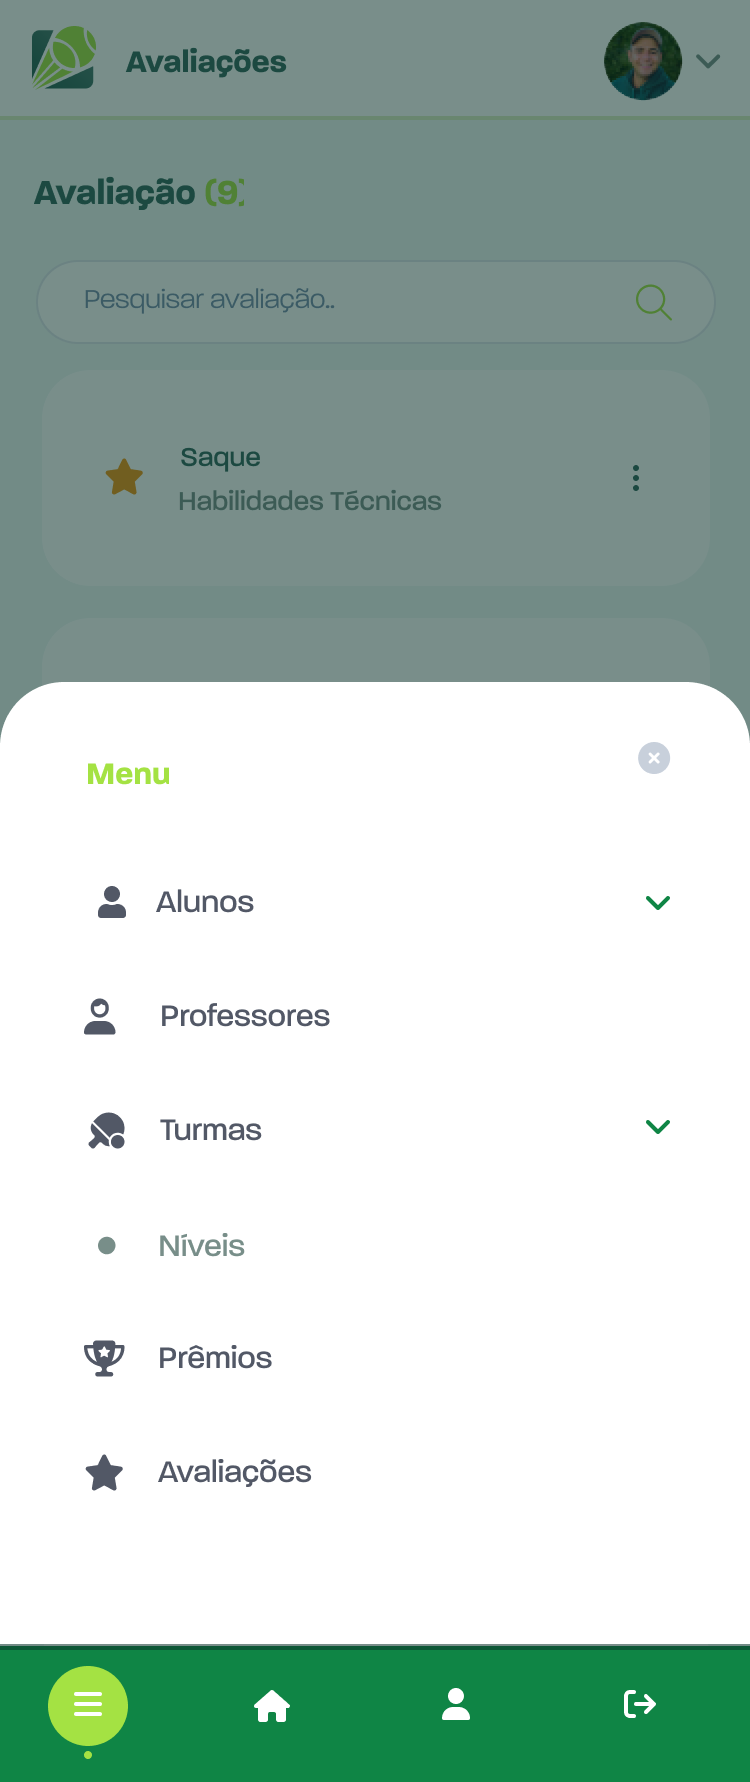 Avaliações
Avaliação (9)
Pesquisar avaliação..
Saque
Habilidades Técnicas
Menu
Alunos
Professores
Turmas
Níveis
Prêmios
Avaliações